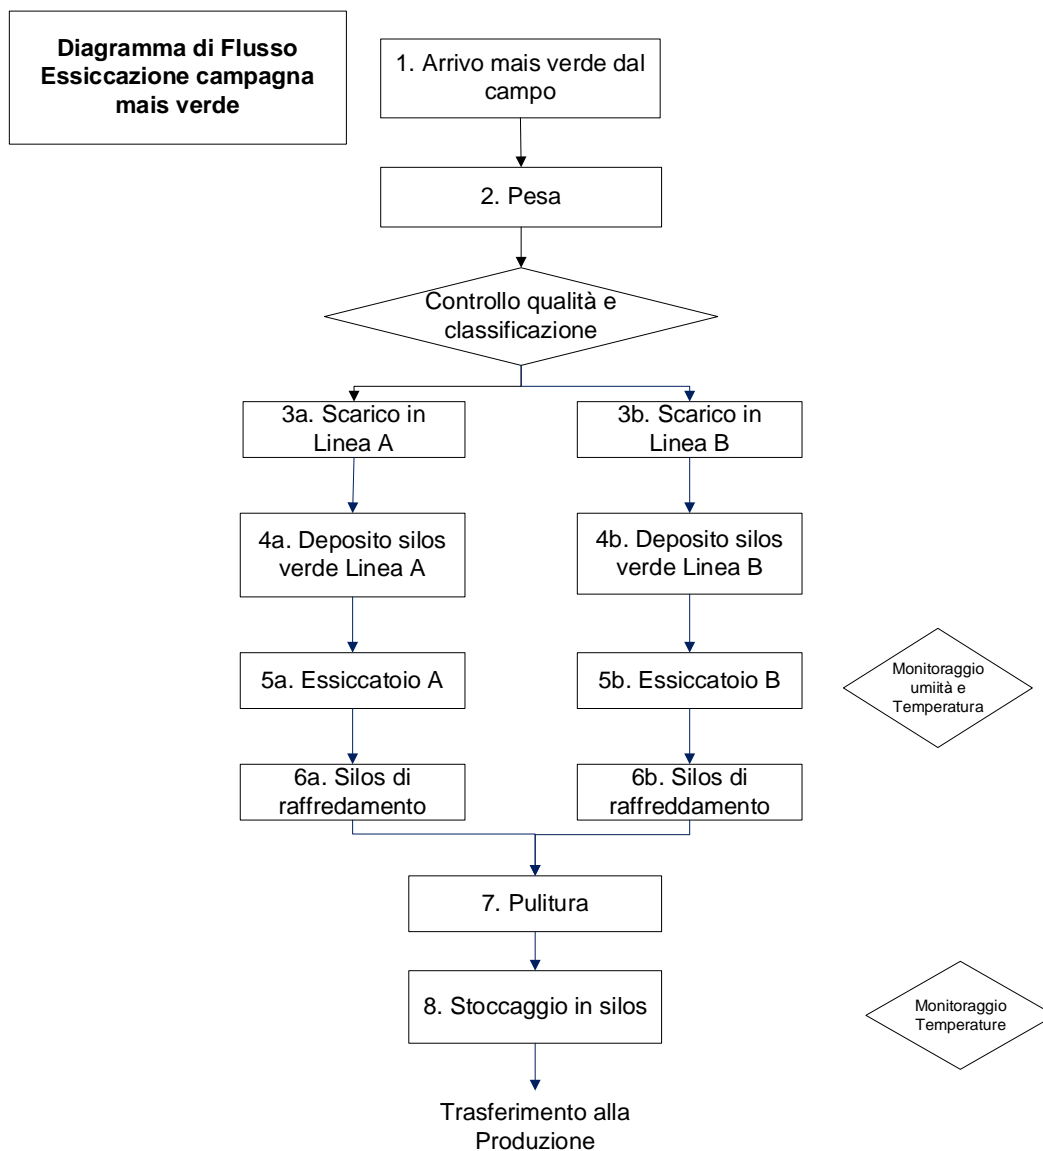 Diagramma di Flusso
Essiccazione campagna
mais verde
1. Arrivo mais verde dal
campo
2. Pesa
Controllo qualità e
classificazione
3a. Scarico in
Linea A
3b. Scarico in
Linea B
4a. Deposito silos
verde Linea A
4b. Deposito silos
verde Linea B
5a. Essiccatoio A
5b. Essiccatoio B
Monitoraggio
umiità e
Temperatura
6a. Silos di
raffredamento
6b. Silos di
raffreddamento
7. Pulitura
8. Stoccaggio in silos
Monitoraggio
Temperature
Trasferimento alla
Produzione